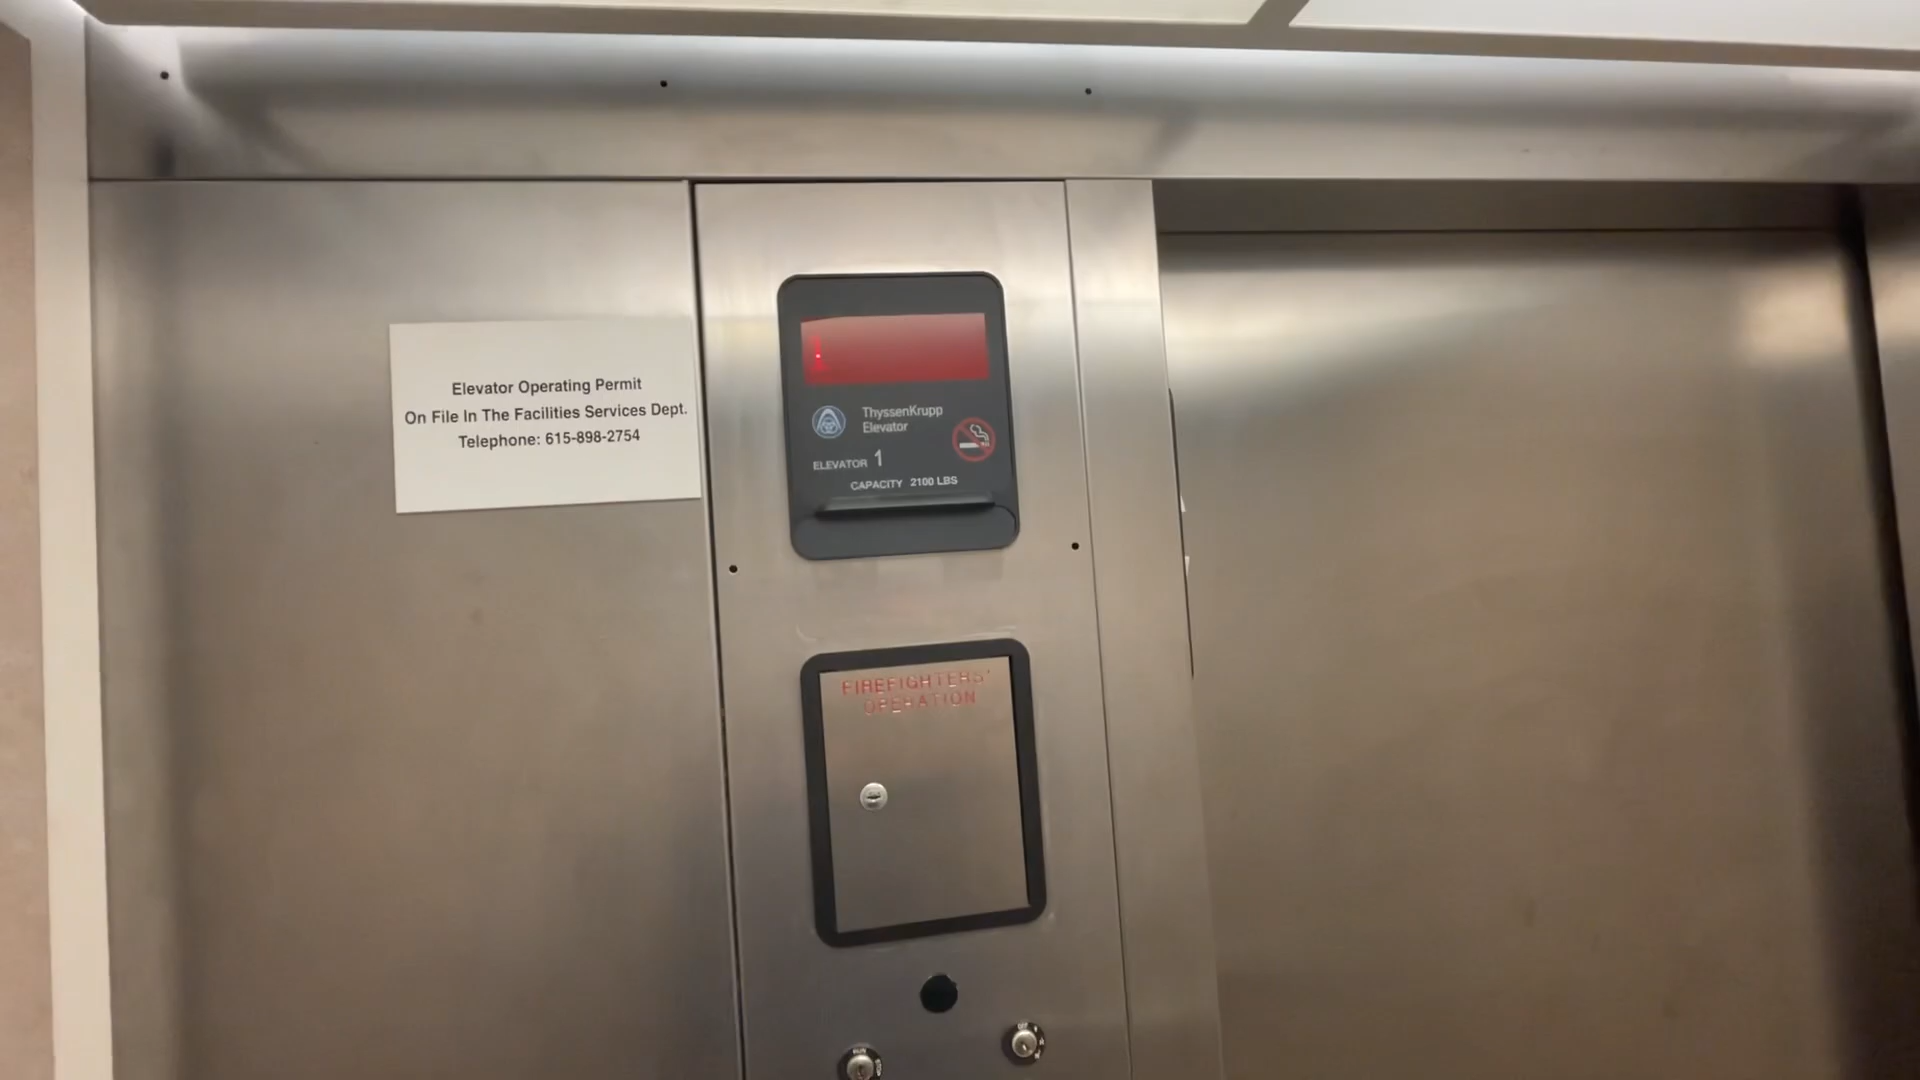 Elevator Operating Permit
On File In The Facilities Services Dept.
Telephone: 615-898-2754
ThyssenKrupp
Elevator
ELEVATOR 1
CAPACITY 2100 LBS
FIREFIGHTERS'
OPERATION
RUN